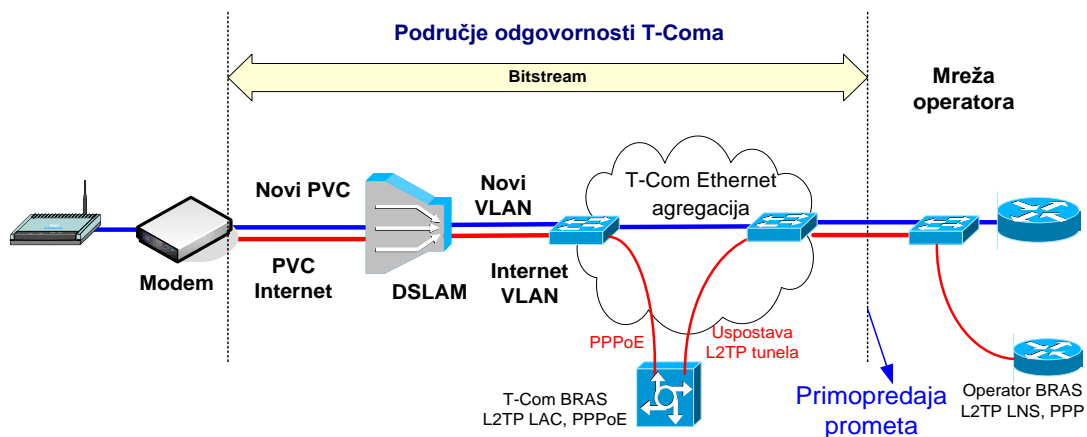 Područje odgovornosti T-Coma
Bitstream
Mreža
operatora
Novi PVC
Novi
VLAN
T-Com Ethernet
agregacija
Modem
PVC
Internet
DSLAM
Internet
VLAN
PPPoE
Uspostava
L2TP tunela
T-Com BRAS
L2TP LAC, PPPoE
Primopredaja
prometa
Operator BRAS
L2TP LNS, PPP